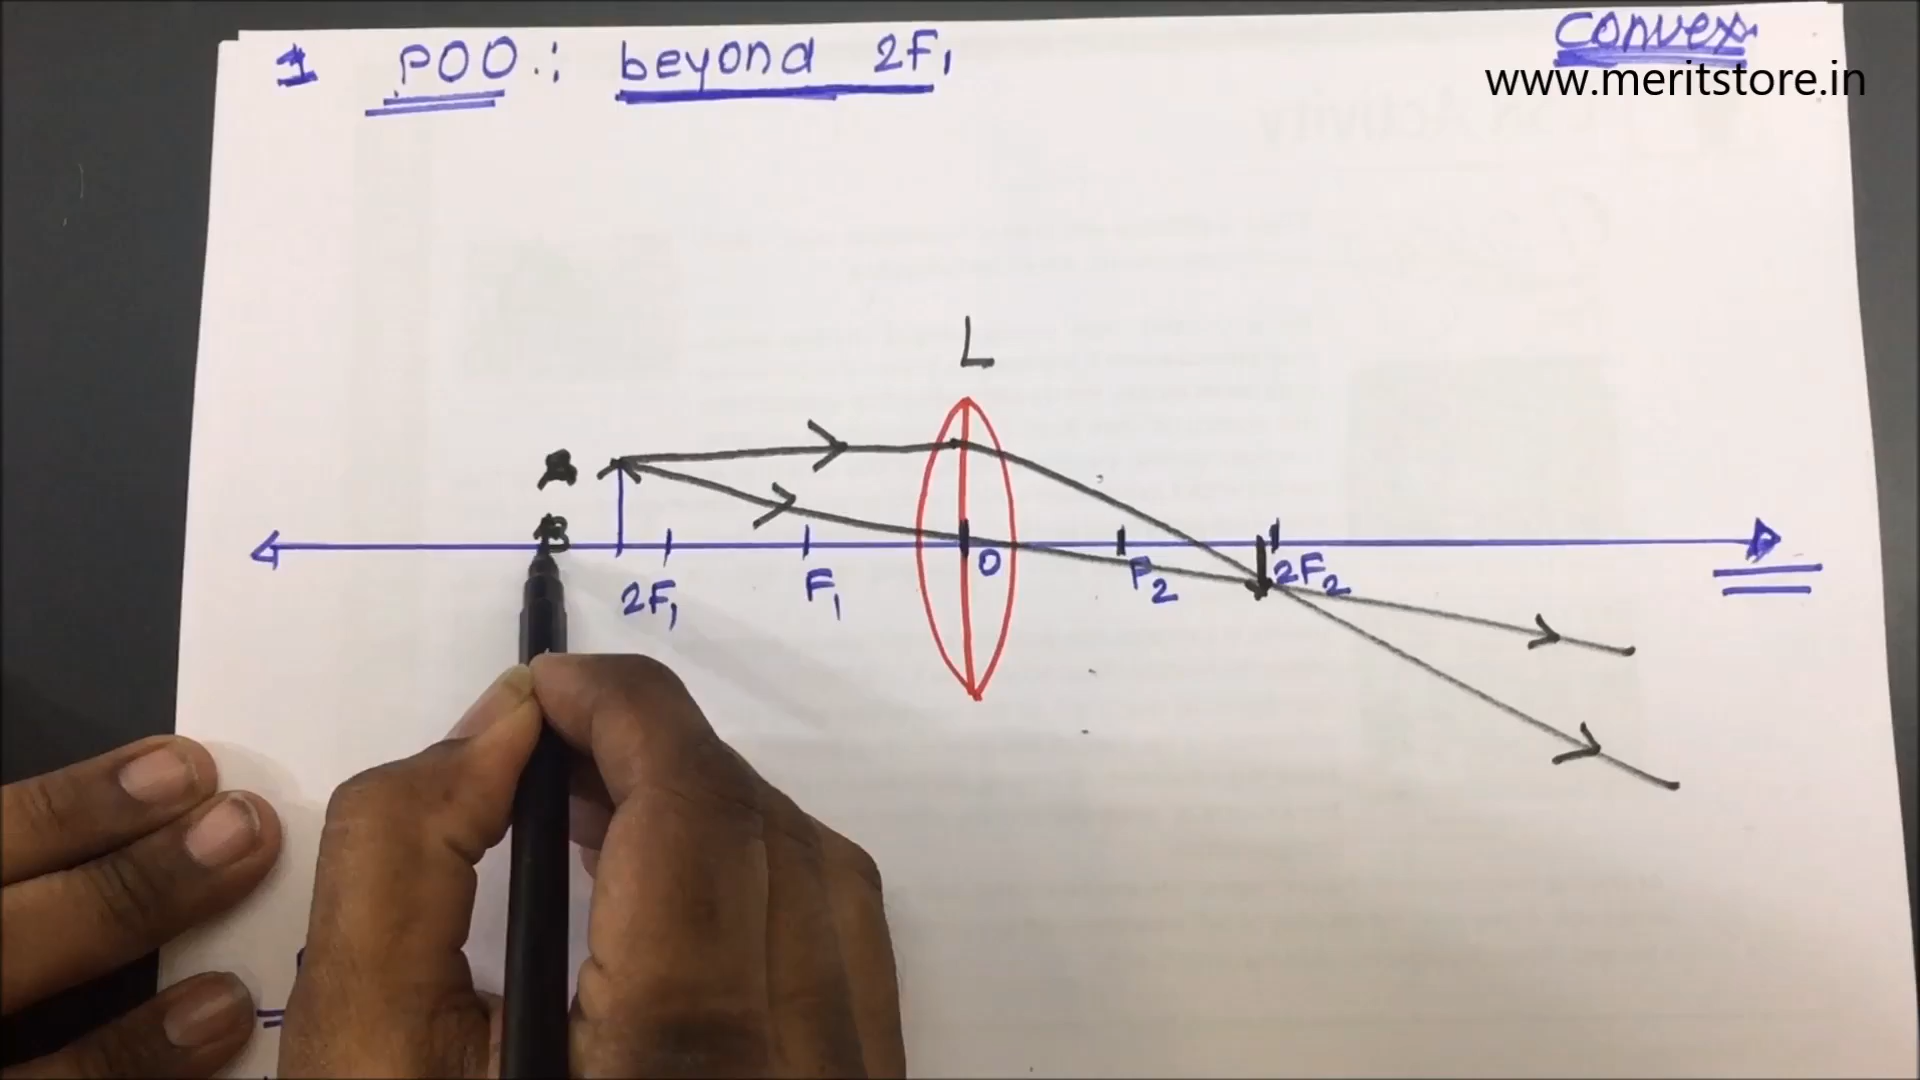 1 POO : beyond 2F1
Convex
www.meritstore.in
L
A
B
2F1 F1 O F2 2F2